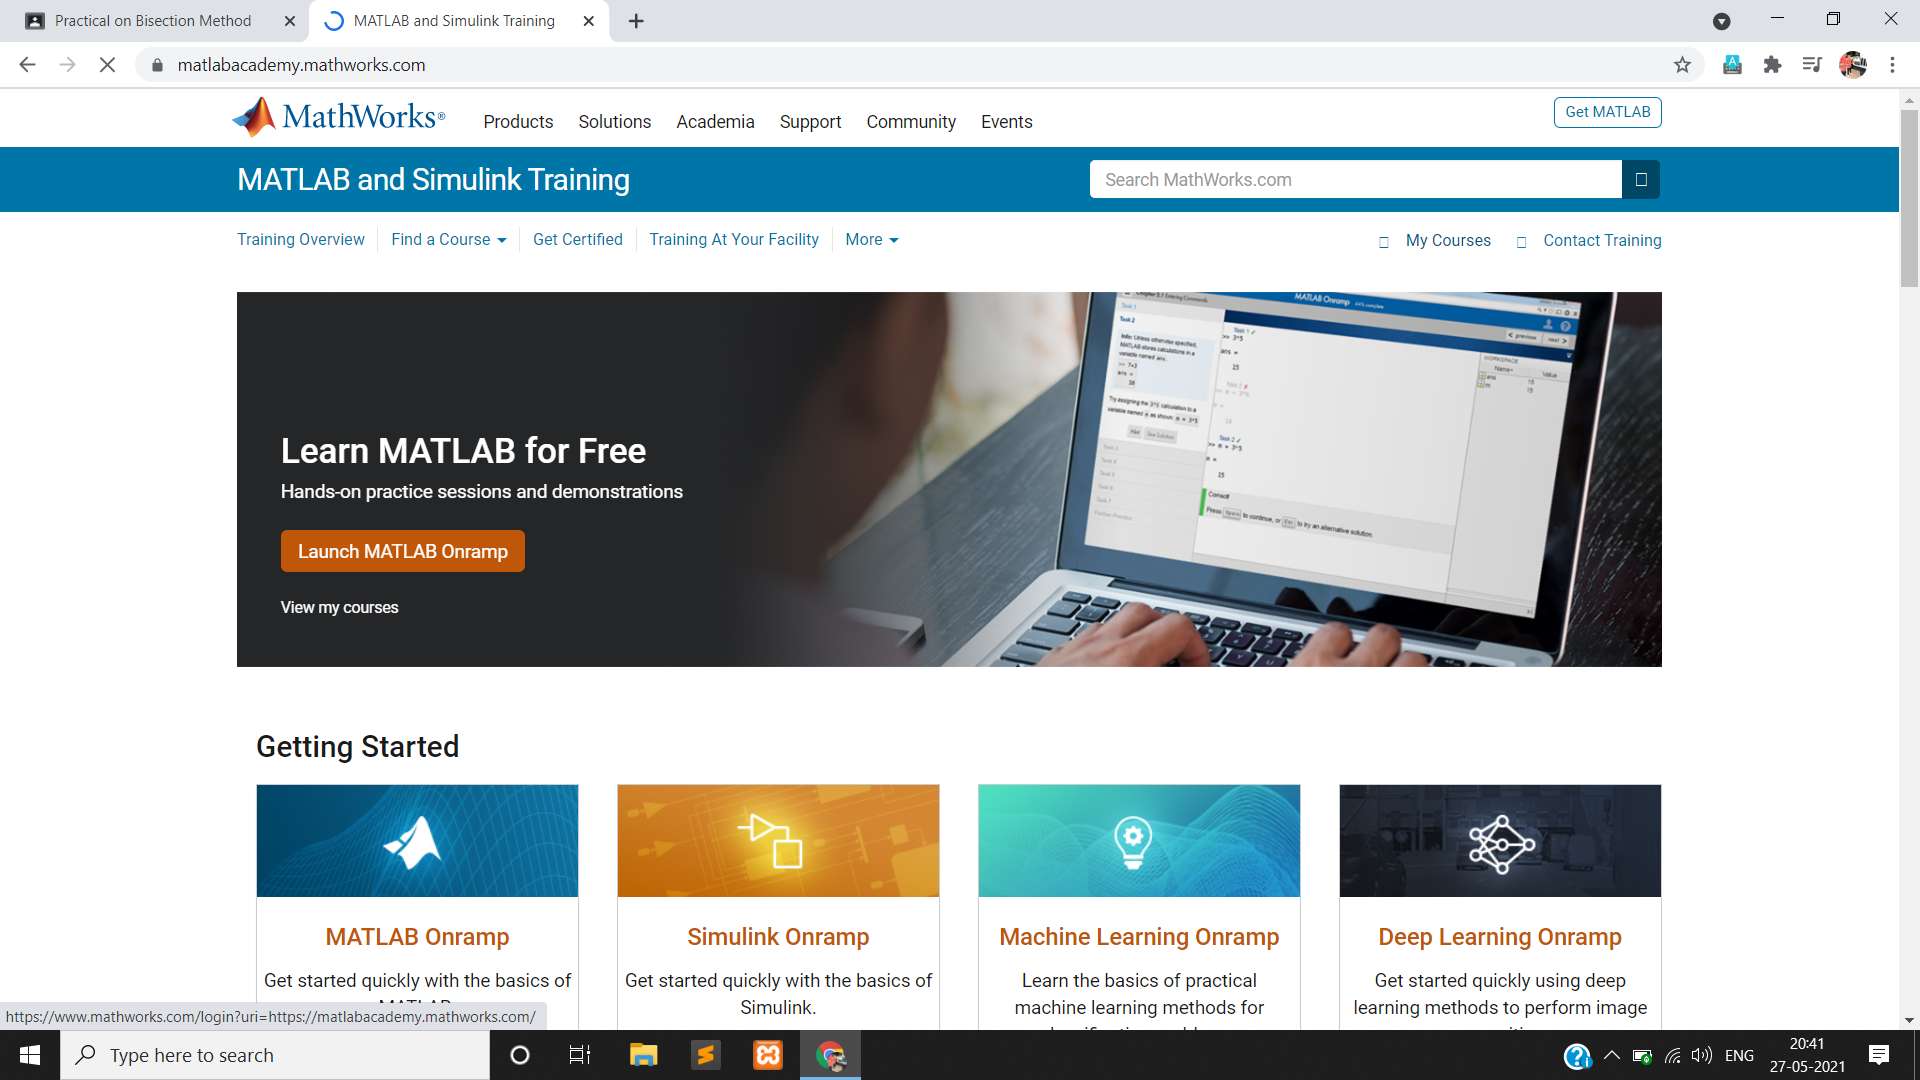 Practical on Bisection Method
MATLAB and Simulink Training
matlabacademy.mathworks.com
MathWorks®
Products Solutions Academia Support Community Events
Get MATLAB
MATLAB and Simulink Training
Search MathWorks.com
Training Overview Find a Course Get Certified Training At Your Facility More
My Courses Contact Training
MATLAB Onramp
Task 1
Task 2
Learn MATLAB for Free
Hands-on practice sessions and demonstrations
Launch MATLAB Onramp
View my courses
Getting Started
MATLAB Onramp
Get started quickly with the basics of
Simulink Onramp
Get started quickly with the basics of
Simulink.
Machine Learning Onramp
Learn the basics of practical
machine learning methods for
Deep Learning Onramp
Get started quickly using deep
learning methods to perform image
https://www.mathworks.com/login?uri=https://matlabacademy.mathworks.com/
Type here to search
ENG
20:41
27-05-2021